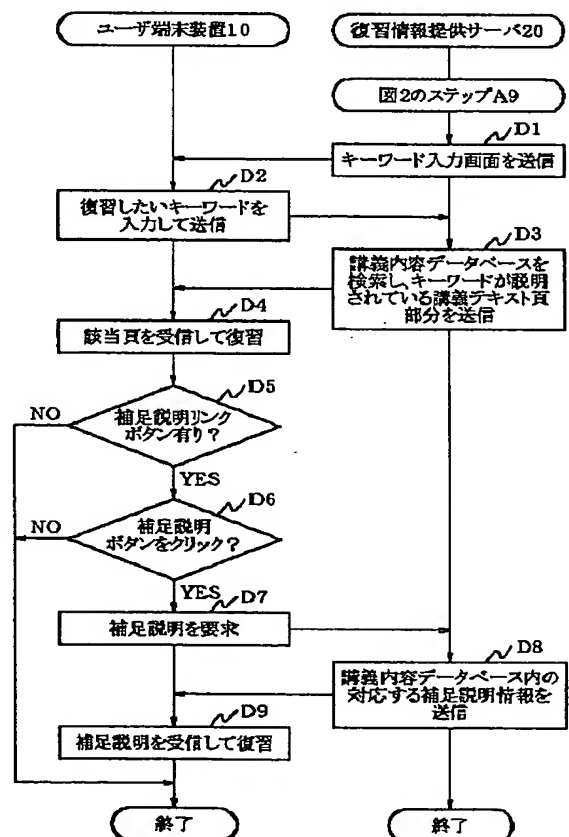 ユーザ端末装置10
復習情報提供サーバ20
図2のステップA9
D1
キーワード入力画面を送信
D2
復習したいキーワードを
入力して送信
D3
講義内容データベースを
検索し、キーワードが説明
されている講義テキスト頁
部分を送信
D4
該当頁を受信して復習
D5
NO
補足説明リンク
ボタン有り?
YES
D6
NO
補足説明
ボタンをクリック?
YES
D7
補足説明を要求
D8
講義内容データベース内の
対応する補足説明情報を
送信
D9
補足説明を受信して復習
終了
終了